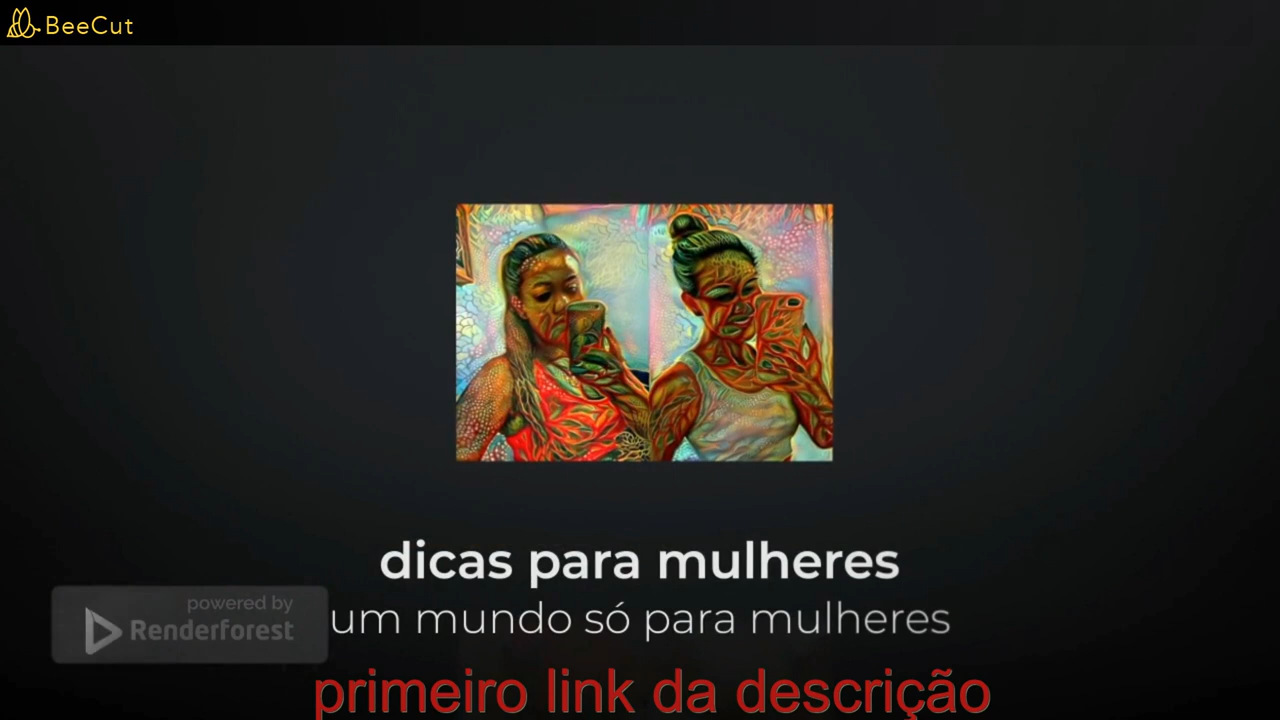 BeeCut
dicas para mulheres
um mundo só para mulheres
powered by
Renderforest
primeiro link da descrição